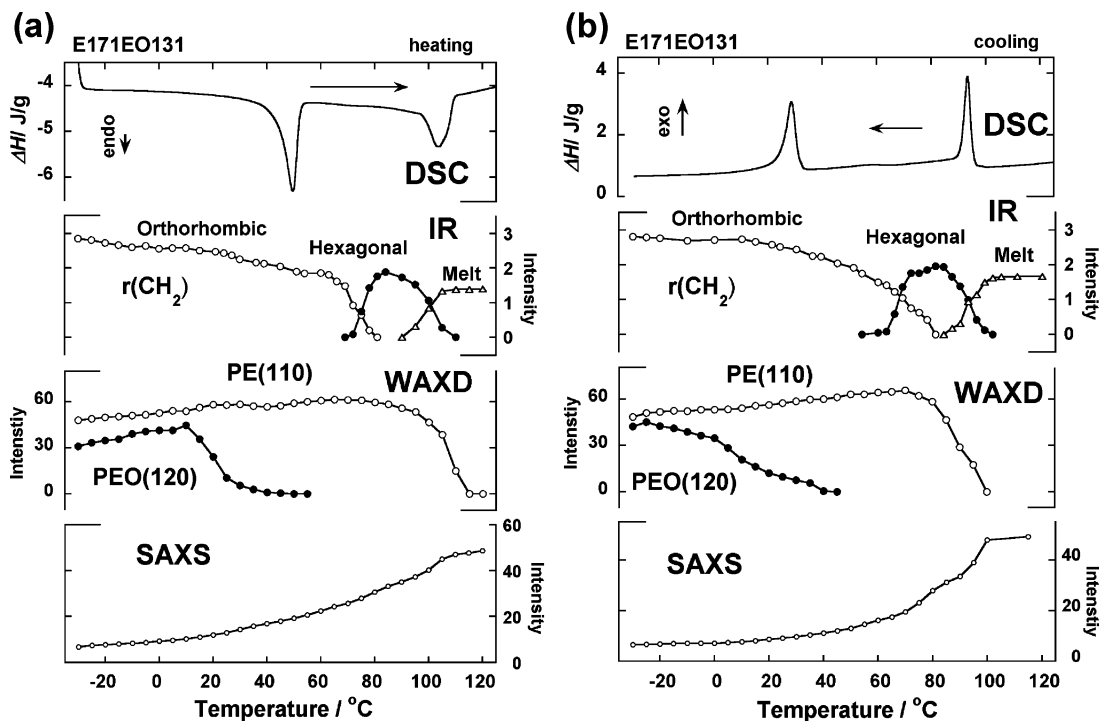 (a)
E171EO131
heating
-4
-5
-6
ΔH/ J/g
endo
DSC
IR
Orthorhombic
Hexagonal
Melt
r(CH2)
3
2
1
0
Intensity
PE(110)
WAXD
60
30
0
Intenstiy
PEO(120)
SAXS
60
40
20
0
Intensity
-20 0 20 40 60 80 100 120
Temperature / oC
(b)
E171EO131
cooling
4
2
0
ΔH/ J/g
exo
DSC
IR
Orthorhombic
Hexagonal
Melt
r(CH2)
3
2
1
0
Intensity
PE(110)
WAXD
60
30
0
Intenstiy
PEO(120)
SAXS
40
20
0
Intensity
-20 0 20 40 60 80 100 120
Temperature / oC